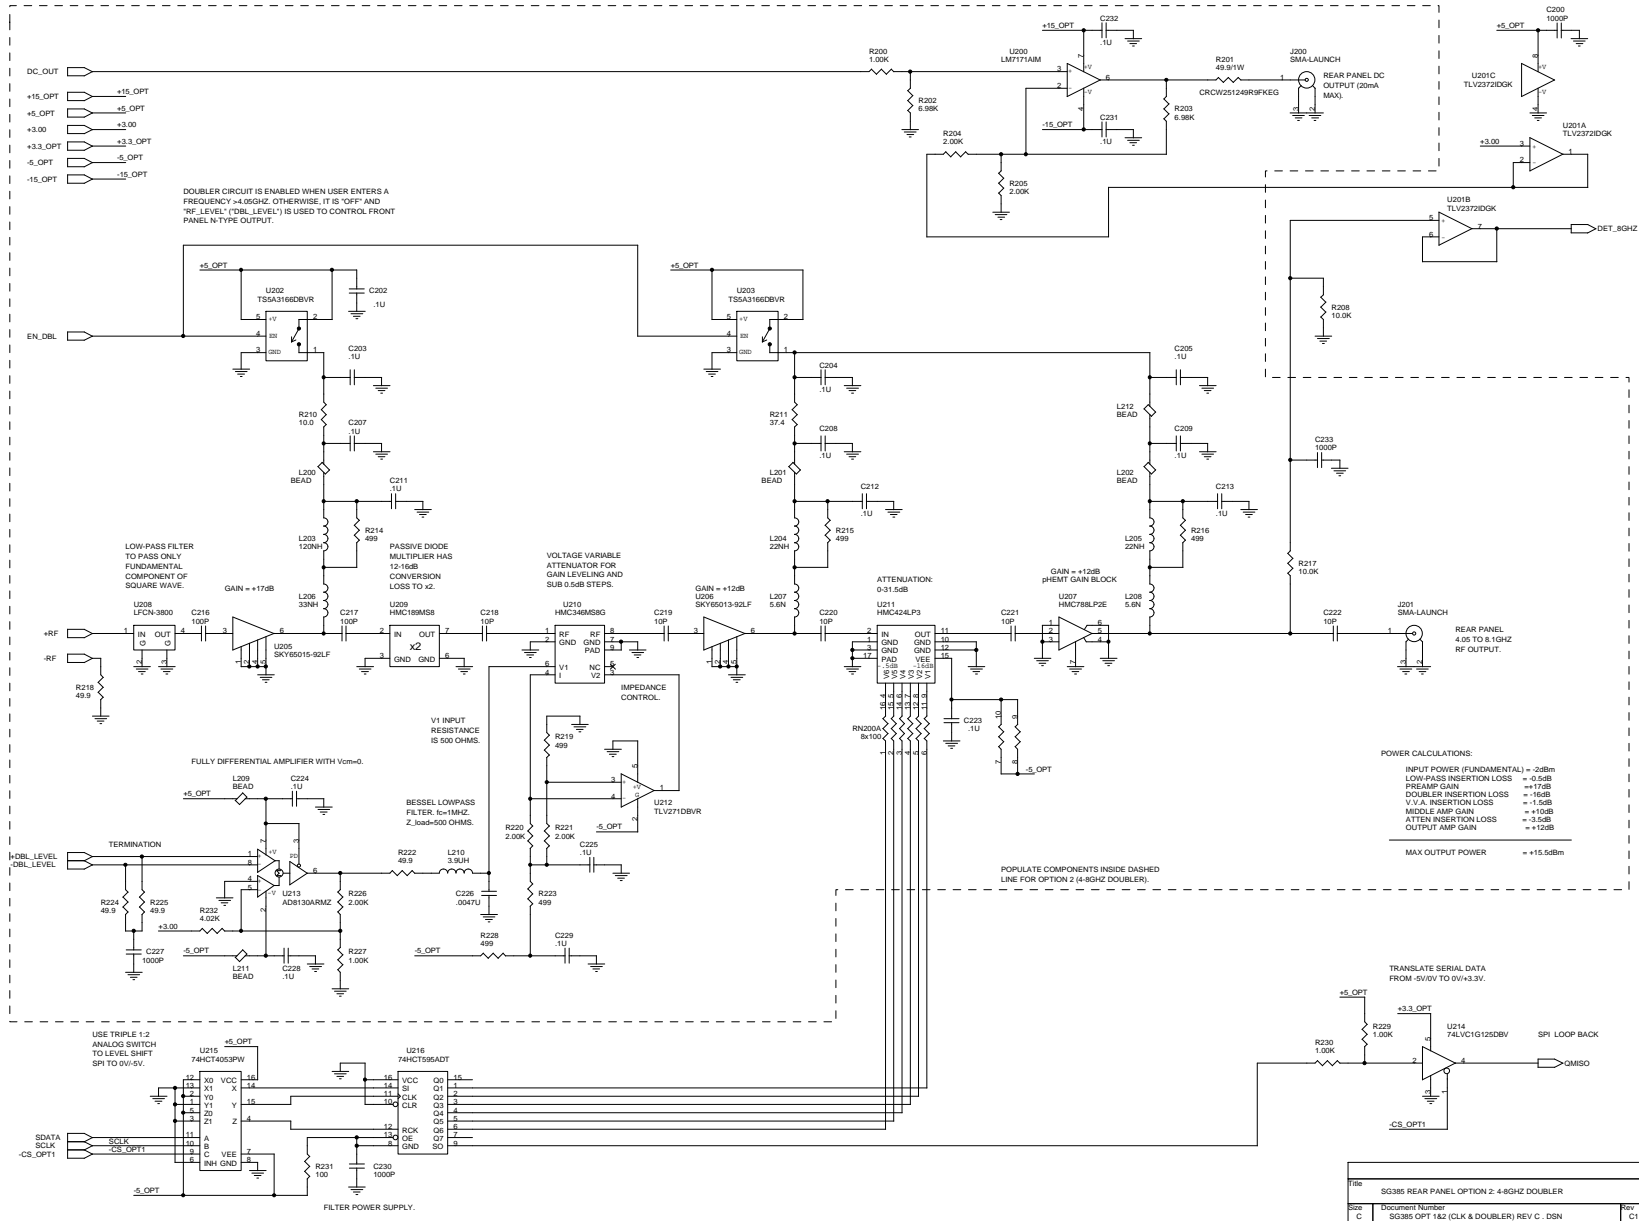 +15_OPT
C232
.1U
+5_OPT
C200
1000P
U200
LM7171AIM
R200
1.00K
DC_OUT
R201
49.9/1W
CRCW251249R9FKEG
J200
SMA-LAUNCH
REAR PANEL DC
OUTPUT (20mA
MAX).
U201C
TLV2372IDGK
+15_OPT
+15_OPT
+5_OPT
+5_OPT
+3.00
+3.00
+3.3_OPT
+3.3_OPT
-5_OPT
-5_OPT
-15_OPT
-15_OPT
R202
6.98K
R203
6.98K
-15_OPT
C231
.1U
R204
2.00K
R205
2.00K
U201A
TLV2372IDGK
+3.00
DOUBLER CIRCUIT IS ENABLED WHEN USER ENTERS A
FREQUENCY >4.05GHZ. OTHERWISE, IT IS "OFF" AND
"RF_LEVEL" ("DBL_LEVEL") IS USED TO CONTROL FRONT
PANEL N-TYPE OUTPUT.
U201B
TLV2372IDGK
DET_8GHZ
+5_OPT
U202
TS5A3166DBVR
C202
.1U
+5_OPT
U203
TS5A3166DBVR
R208
10.0K
EN_DBL
C203
.1U
C204
.1U
C205
.1U
R210
10.0
R211
37.4
L212
BEAD
C207
.1U
C208
.1U
C209
.1U
L200
BEAD
L201
BEAD
L202
BEAD
C233
1000P
C211
.1U
C212
.1U
C213
.1U
L203
120NH
R214
499
L204
22NH
R215
499
L205
22NH
R216
499
R217
10.0K
LOW-PASS FILTER
TO PASS ONLY
FUNDAMENTAL
COMPONENT OF
SQUARE WAVE.
PASSIVE DIODE
MULTIPLIER HAS
12-16dB
CONVERSION
LOSS TO x2.
VOLTAGE VARIABLE
ATTENUATOR FOR
GAIN LEVELING AND
SUB 0.5dB STEPS.
GAIN = +17dB
GAIN = +12dB
ATTENUATION:
0-31.5dB
GAIN = +12dB
pHEMT GAIN BLOCK
L206
33NH
L207
5.6N
L208
5.6N
U208
LFCN-3800
C216
100P
U205
SKY65015-92LF
C217
100P
U209
HMC189MS8
x2
C218
10P
U210
HMC346MS8G
C219
10P
U206
SKY65013-92LF
C220
10P
U211
HMC424LP3
C221
10P
U207
HMC788LP2E
C222
10P
J201
SMA-LAUNCH
REAR PANEL
4.05 TO 8.1GHZ
RF OUTPUT.
+RF
-RF
R218
49.9
IMPEDANCE
CONTROL.
V1 INPUT
RESISTANCE
IS 500 OHMS.
R219
499
RN200A
8x100
C223
.1U
-5_OPT
FULLY DIFFERENTIAL AMPLIFIER WITH Vcm=0.
L209
BEAD
C224
.1U
+5_OPT
BESSEL LOWPASS
FILTER. fc=1MHZ.
Z_load=500 OHMS.
U212
TLV271DBVR
-5_OPT
R220
2.00K
R221
2.00K
C225
.1U
POWER CALCULATIONS:
INPUT POWER (FUNDAMENTAL) = -2dBm
LOW-PASS INSERTION LOSS = -0.5dB
PREAMP GAIN =+17dB
DOUBLER INSERTION LOSS = -16dB
V.V.A. INSERTION LOSS = -1.5dB
MIDDLE AMP GAIN = +10dB
ATTEN INSERTION LOSS = -3.5dB
OUTPUT AMP GAIN = +12dB
MAX OUTPUT POWER = +15.5dBm
TERMINATION
+DBL_LEVEL
-DBL_LEVEL
R222
49.9
L210
3.9UH
U213
AD8130ARMZ
R224
49.9
R225
49.9
R232
4.02K
R226
2.00K
C226
.0047U
R223
499
+3.00
C227
1000P
-5_OPT
L211
BEAD
C228
.1U
R227
1.00K
-5_OPT
R228
499
C229
.1U
POPULATE COMPONENTS INSIDE DASHED
LINE FOR OPTION 2 (4-8GHZ DOUBLER).
TRANSLATE SERIAL DATA
FROM -5V/0V TO 0V/+3.3V.
USE TRIPLE 1:2
ANALOG SWITCH
TO LEVEL SHIFT
SPI TO 0V/-5V.
+5_OPT
U215
74HCT4053PW
U216
74HCT595ADT
+5_OPT
R229
1.00K
+3.3_OPT
U214
74LVC1G125DBV
R230
1.00K
SPI LOOP BACK
QMISO
-CS_OPT1
SDATA
SCLK
SCLK
-CS_OPT1
-CS_OPT1
-5_OPT
R231
100
C230
1000P
FILTER POWER SUPPLY.
Title
SG385 REAR PANEL OPTION 2: 4-8GHZ DOUBLER
Size
C
Document Number
SG385 OPT 1&2 (CLK & DOUBLER) REV C . DSN
Rev
C1